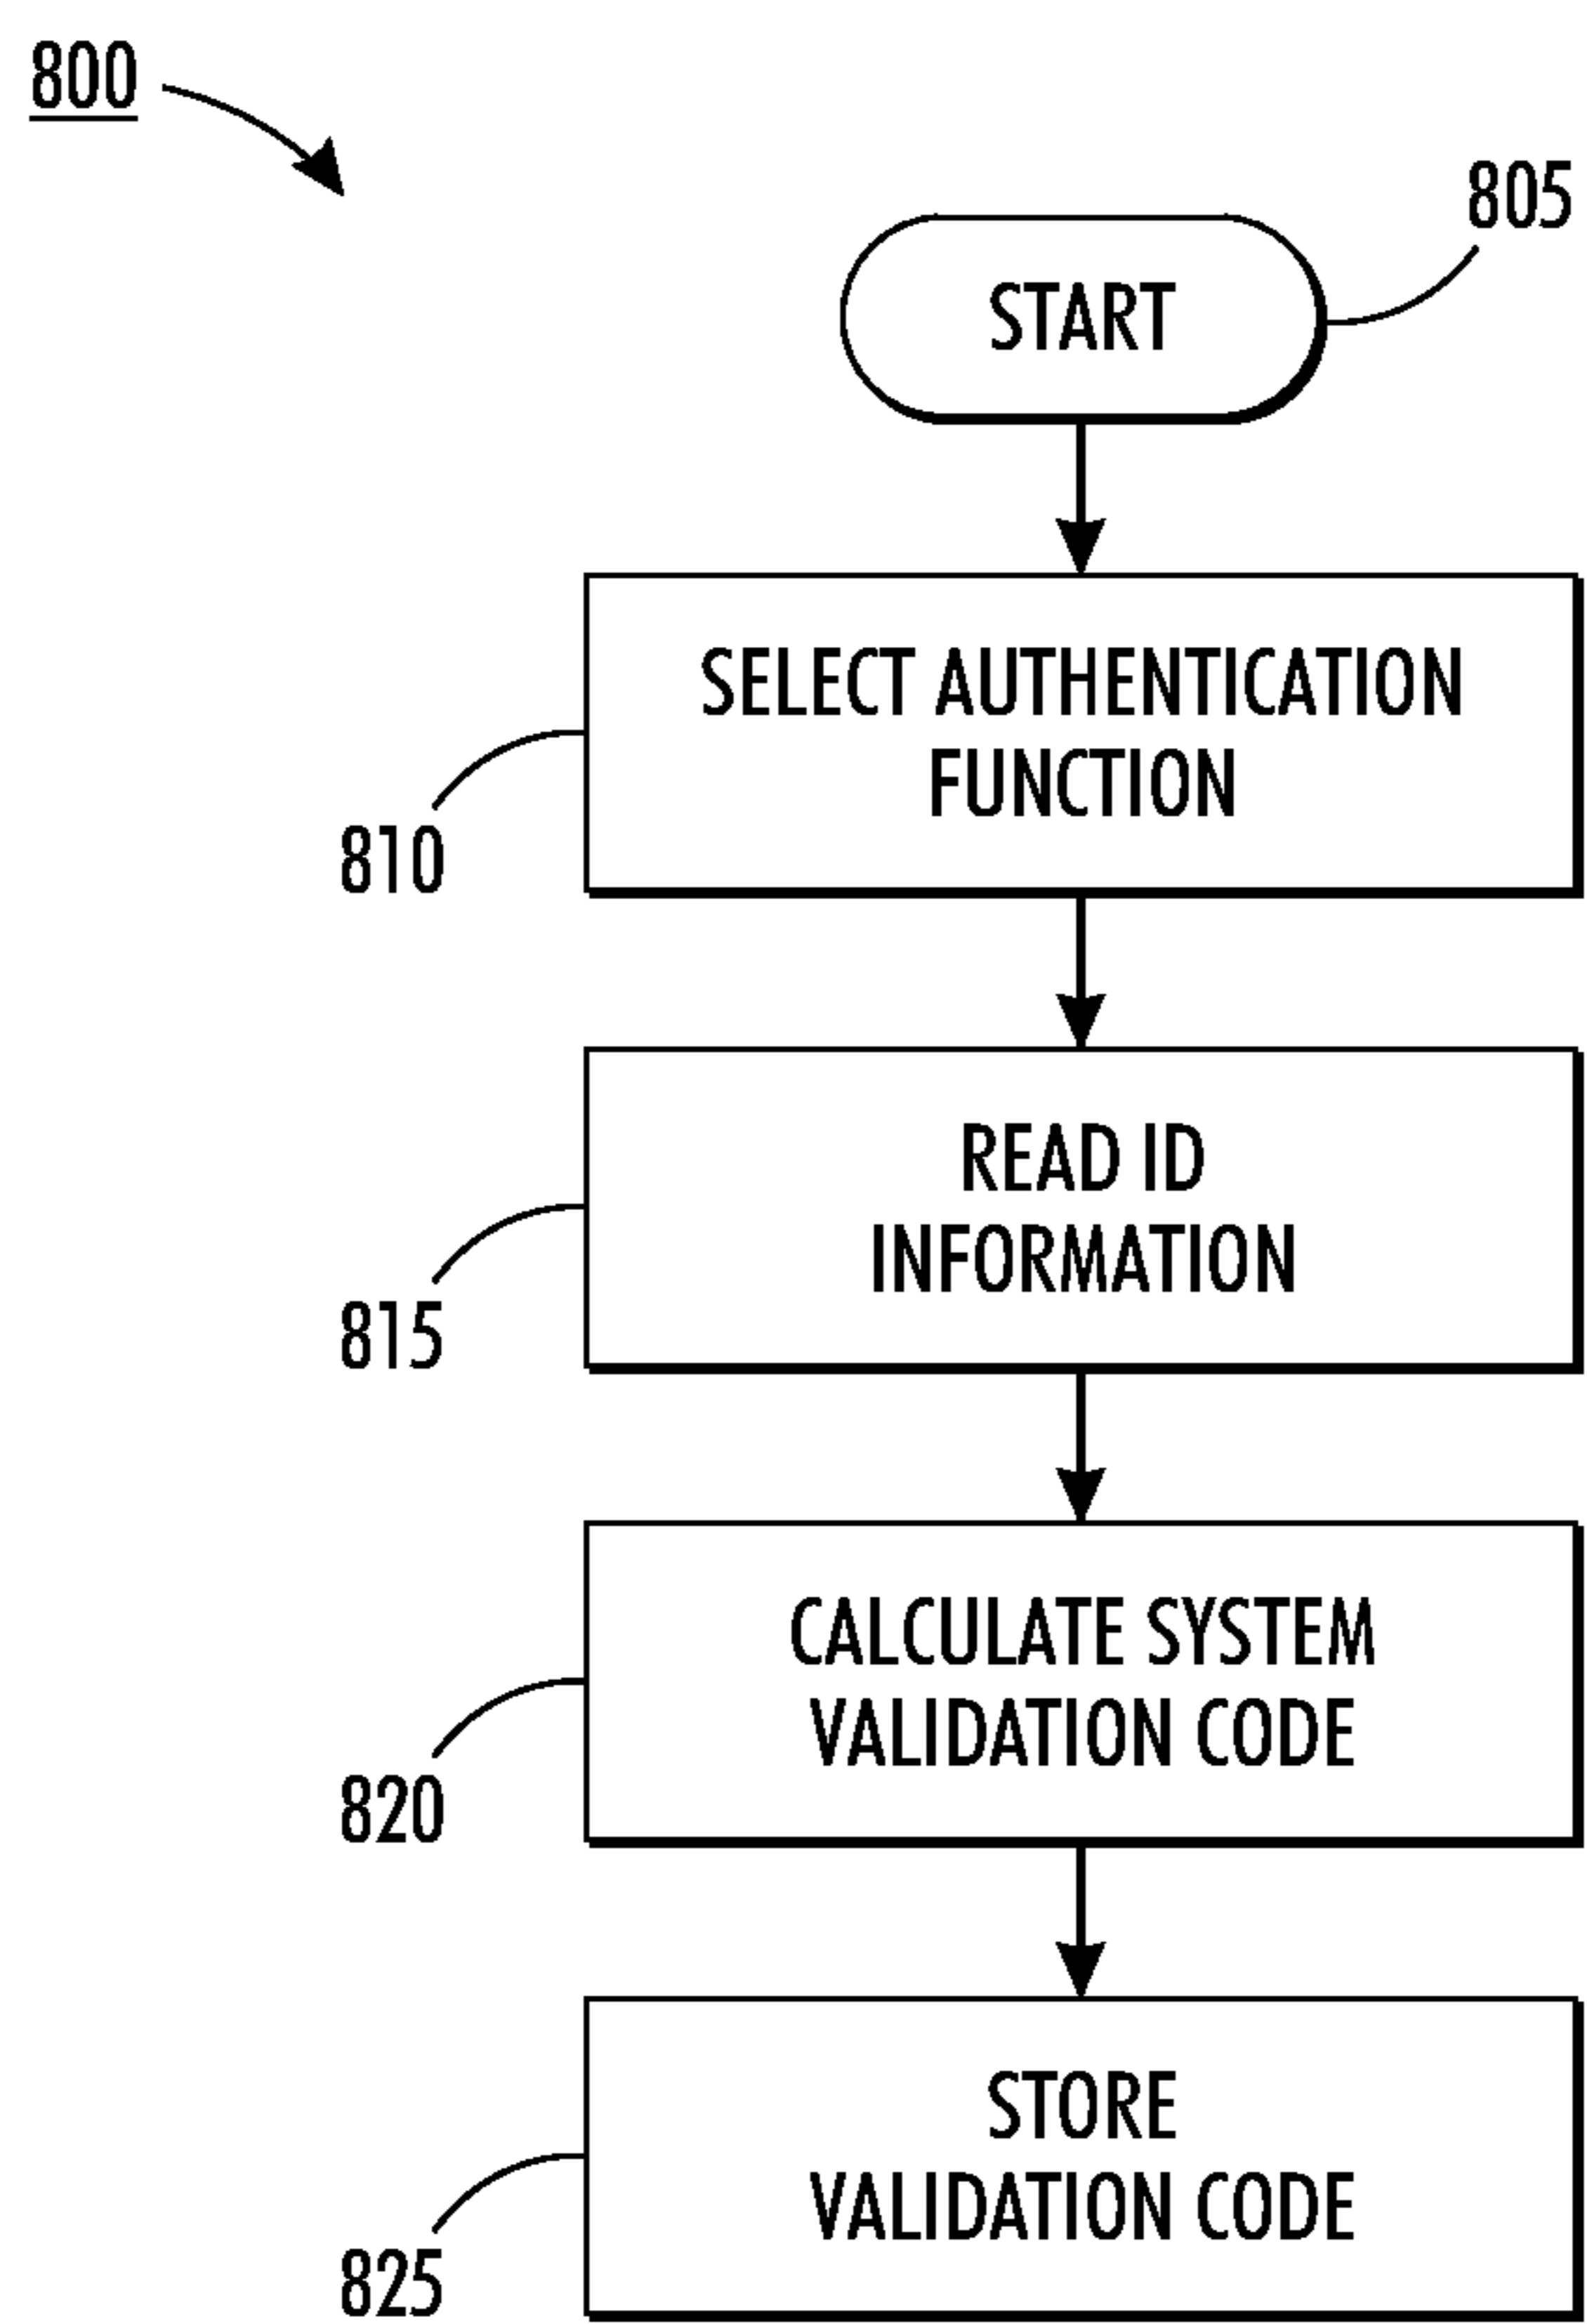 800
805
START
SELECT AUTHENTICATION
FUNCTION
810
READ ID
INFORMATION
815
CALCULATE SYSTEM
VALIDATION CODE
820
STORE
VALIDATION CODE
825